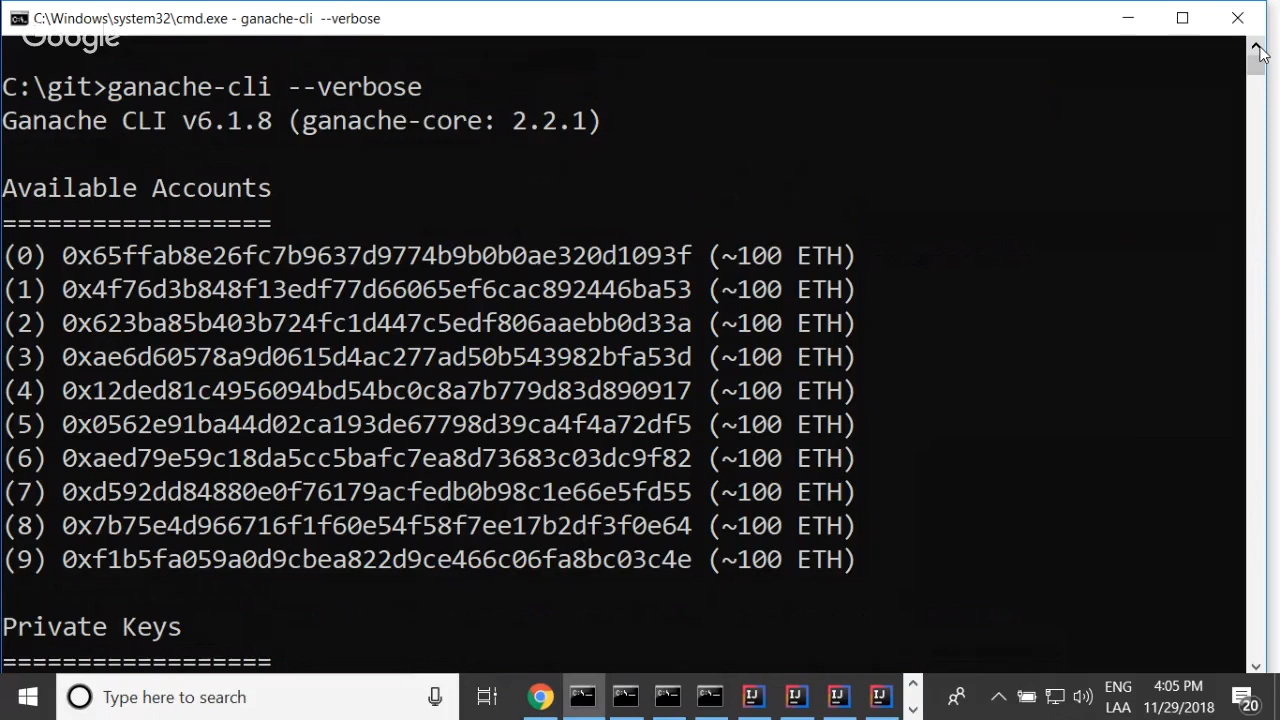 C:\Windows\system32\cmd.exe - ganache-cli --verbose
Google
C:\git>ganache-cli --verbose
Ganache CLI v6.1.8 (ganache-core: 2.2.1)
Available Accounts
==================
(0) 0x65ffab8e26fc7b9637d9774b9b0b0ae320d1093f (~100 ETH)
(1) 0x4f76d3b848f13edf77d66065ef6cac892446ba53 (~100 ETH)
(2) 0x623ba85b403b724fc1d447c5edf806aaebb0d33a (~100 ETH)
(3) 0xae6d60578a9d0615d4ac277ad50b543982bfa53d (~100 ETH)
(4) 0x12ded81c4956094bd54bc0c8a7b779d83d890917 (~100 ETH)
(5) 0x0562e91ba44d02ca193de67798d39ca4f4a72df5 (~100 ETH)
(6) 0xaed79e59c18da5cc5bafc7ea8d73683c03dc9f82 (~100 ETH)
(7) 0xd592dd84880e0f76179acfedb0b98c1e66e5fd55 (~100 ETH)
(8) 0x7b75e4d966716f1f60e54f58f7ee17b2df3f0e64 (~100 ETH)
(9) 0xf1b5fa059a0d9cbea822d9ce466c06fa8bc03c4e (~100 ETH)
Private Keys
==================
Type here to search
ENG
LAA
4:05 PM
11/29/2018
20